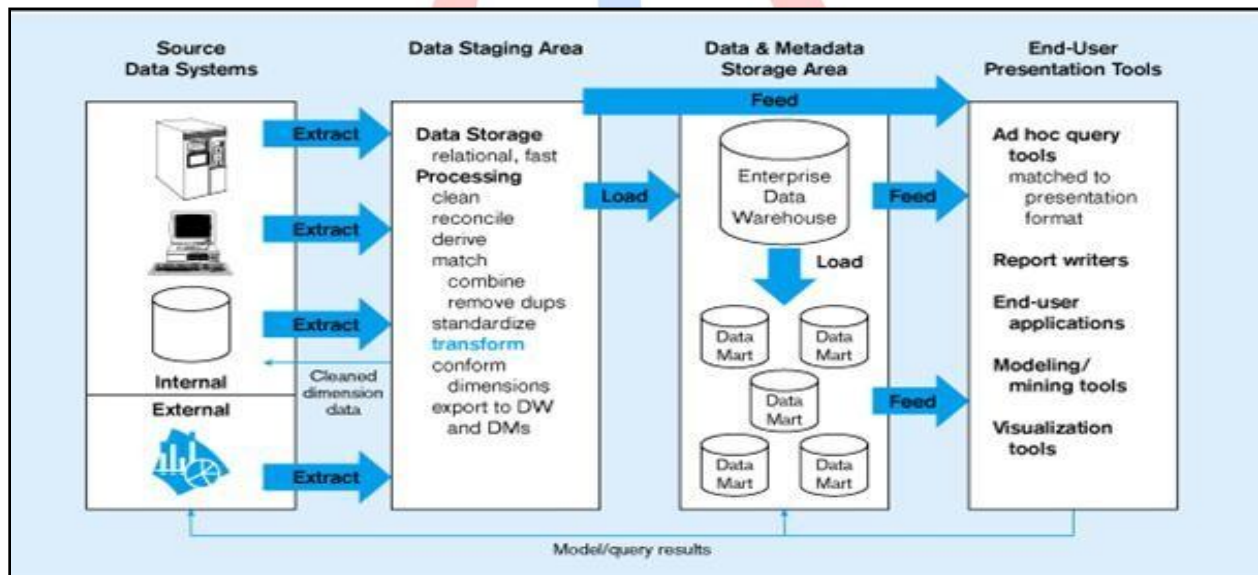 Source
Data Systems
Data Staging Area
Data & Metadata
Storage Area
End-User
Presentation Tools
Extract
Extract
Extract
Internal
External
Extract
Cleaned
dimension
data
Data Storage
relational, fast
Processing
clean
reconcile
derive
match
combine
remove dups
standardize
transform
conform
dimensions
export to DW
and DMs
Feed
Load
Enterprise
Data
Warehouse
Feed
Load
Data
Mart
Data
Mart
Data
Mart
Feed
Data
Mart
Data
Mart
Ad hoc query
tools
matched to
presentation
format
Report writers
End-user
applications
Modeling/
mining tools
Visualization
tools
Model/query results